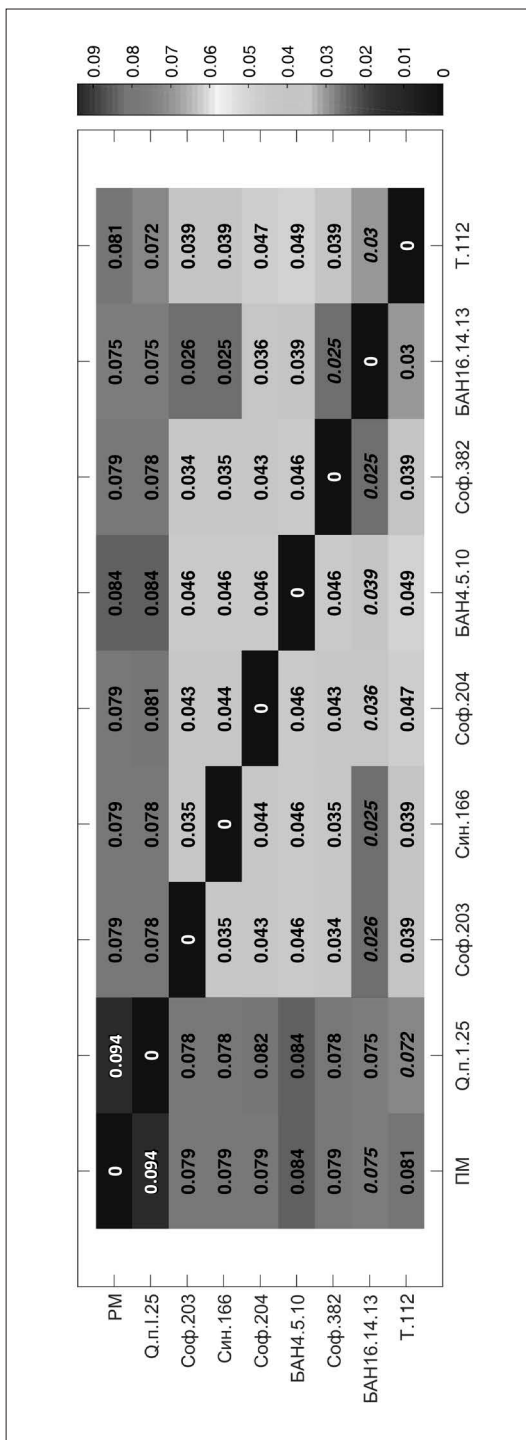 РМ 0 0.094 0.079 0.079 0.079 0.084 0.079 0.075 0.081
Q.п.I.25 0.094 0 0.078 0.078 0.081 0.084 0.078 0.075 0.072
Соф.203 0.079 0.078 0 0.035 0.043 0.046 0.034 0.026 0.039
Син.166 0.079 0.078 0.035 0 0.044 0.046 0.035 0.025 0.039
Соф.204 0.079 0.082 0.043 0.044 0 0.046 0.043 0.036 0.047
БАН4.5.10 0.084 0.084 0.046 0.046 0.046 0 0.046 0.039 0.049
Соф.382 0.079 0.078 0.034 0.035 0.043 0.046 0 0.025 0.039
БАН16.14.13 0.075 0.075 0.026 0.025 0.036 0.039 0.025 0 0.03
Т.112 0.081 0.072 0.039 0.039 0.047 0.049 0.039 0.03 0
ПМ Q.п.1.25 Соф.203 Син.166 Соф.204 БАН4.5.10 Соф.382 БАН16.14.13 Т.112
0.09
0.08
0.07
0.06
0.05
0.04
0.03
0.02
0.01
0